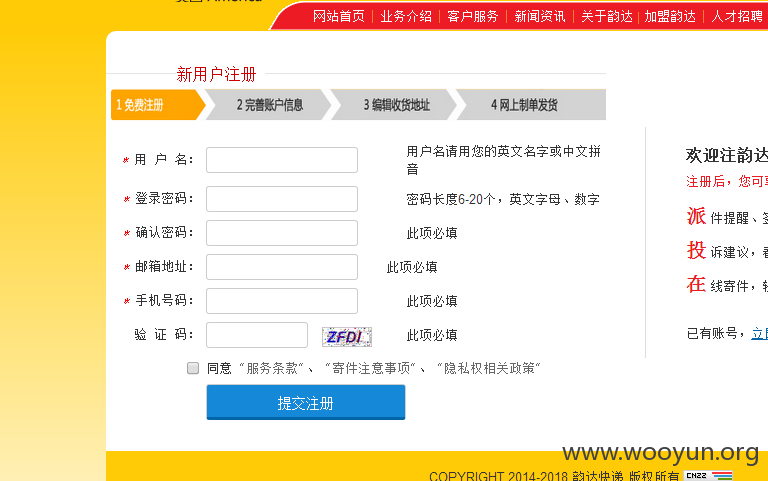 网站首页 | 业务介绍 | 客户服务 | 新闻资讯 | 关于韵达 | 加盟韵达 | 人才招聘
新用户注册
1 免费注册 2 完善账户信息 3 编辑收货地址 4 网上制单发货
* 用 户 名: 用户名请用您的英文名字或中文拼
音
* 登录密码: 密码长度6-20个，英文字母、数字
* 确认密码: 此项必填
* 邮箱地址: 此项必填
* 手机号码: 此项必填
验 证 码: ZFDI 此项必填
同意 “服务条款”、“寄件注意事项”、“隐私权相关政策”
提交注册
欢迎注韵达
注册后，您可
派 件提醒、
投 诉建议，
在 线寄件，
已有账号，立
www.wooyun.org
COPYRIGHT 2014-2018 韵达快递 版权所有 CNZZ